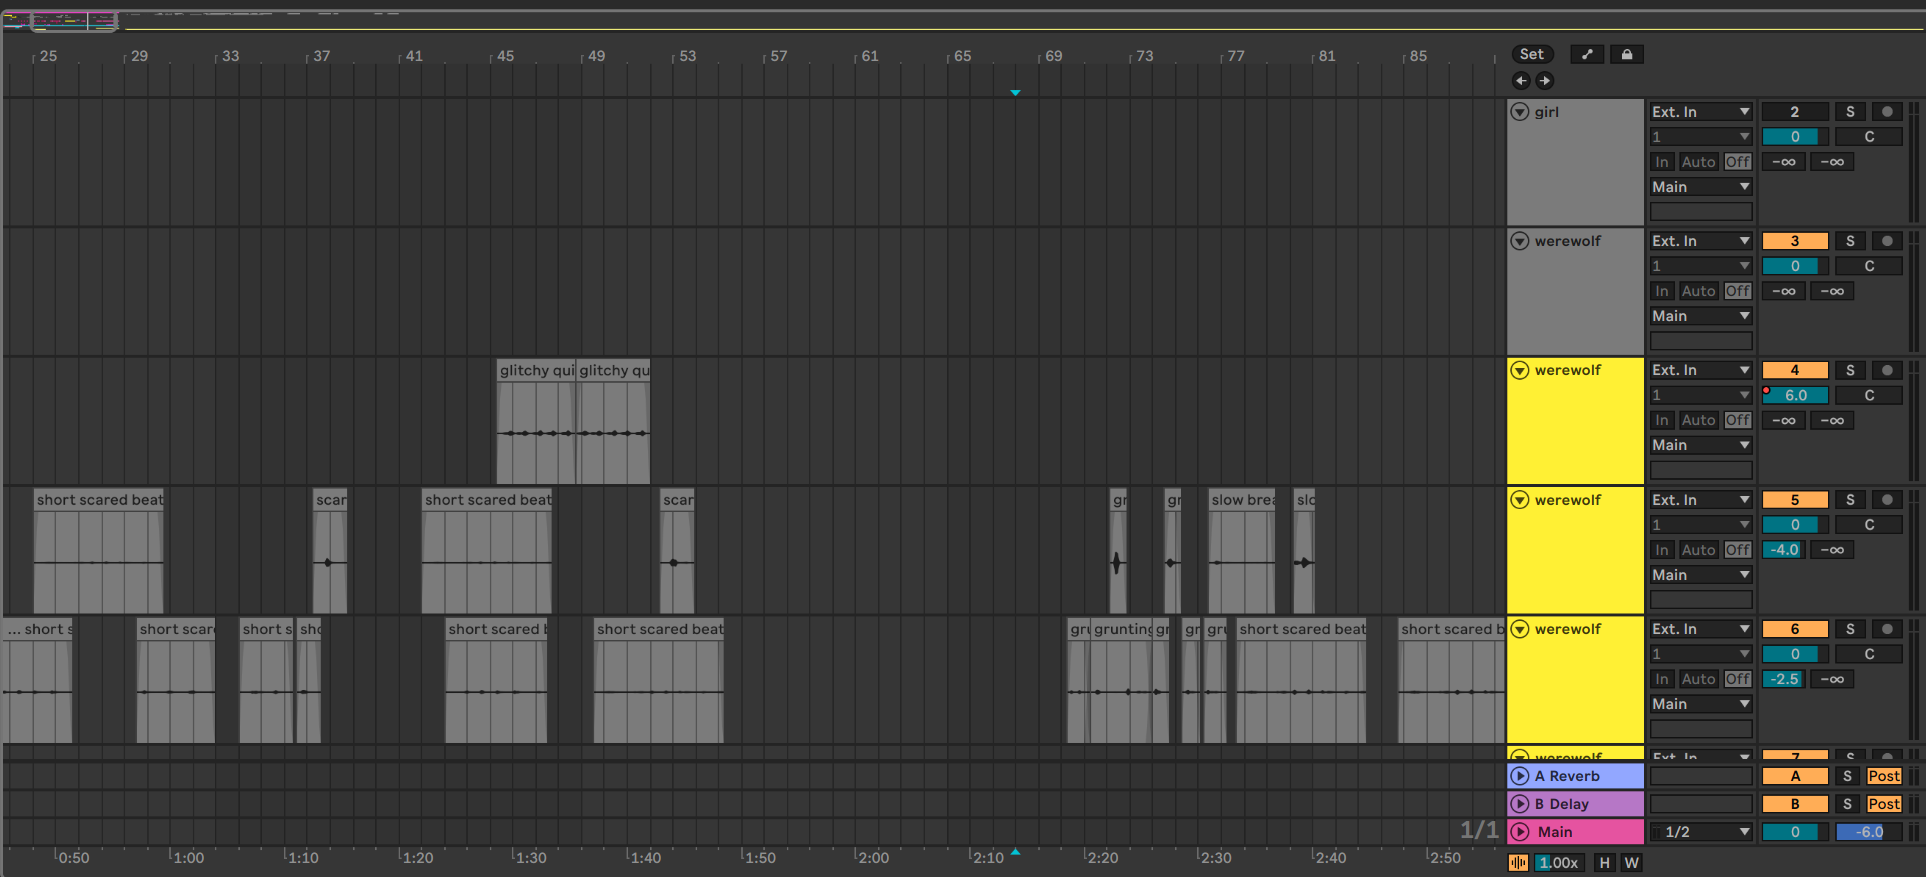 25 29 33 37 41 45 49 53 57 61 65 69 73 77 81 85 Set
girl Ext. In 2 S
1 0 C
In Auto Off -∞ -∞
Main
werewolf Ext. In 3 S
1 0 C
In Auto Off -∞ -∞
Main
glitchy qui glitchy qu werewolf Ext. In 4 S
1 6.0 C
In Auto Off -∞ -∞
Main
short scared beat scar short scared beat scar gr gr slow brea slo werewolf Ext. In 5 S
1 0 C
In Auto Off -4.0 -∞
Main
... short s short scar short s sho short scared b short scared beat gru grunting gr gr gru short scared beat short scared b werewolf Ext. In 6 S
1 0 C
In Auto Off -2.5 -∞
Main
werewolf Ext. In 7 S
A Reverb A S Post
B Delay B S Post
1/1 Main 1/2 0 -6.0
0:50 1:00 1:10 1:20 1:30 1:40 1:50 2:00 2:10 2:20 2:30 2:40 2:50 1.00x H W